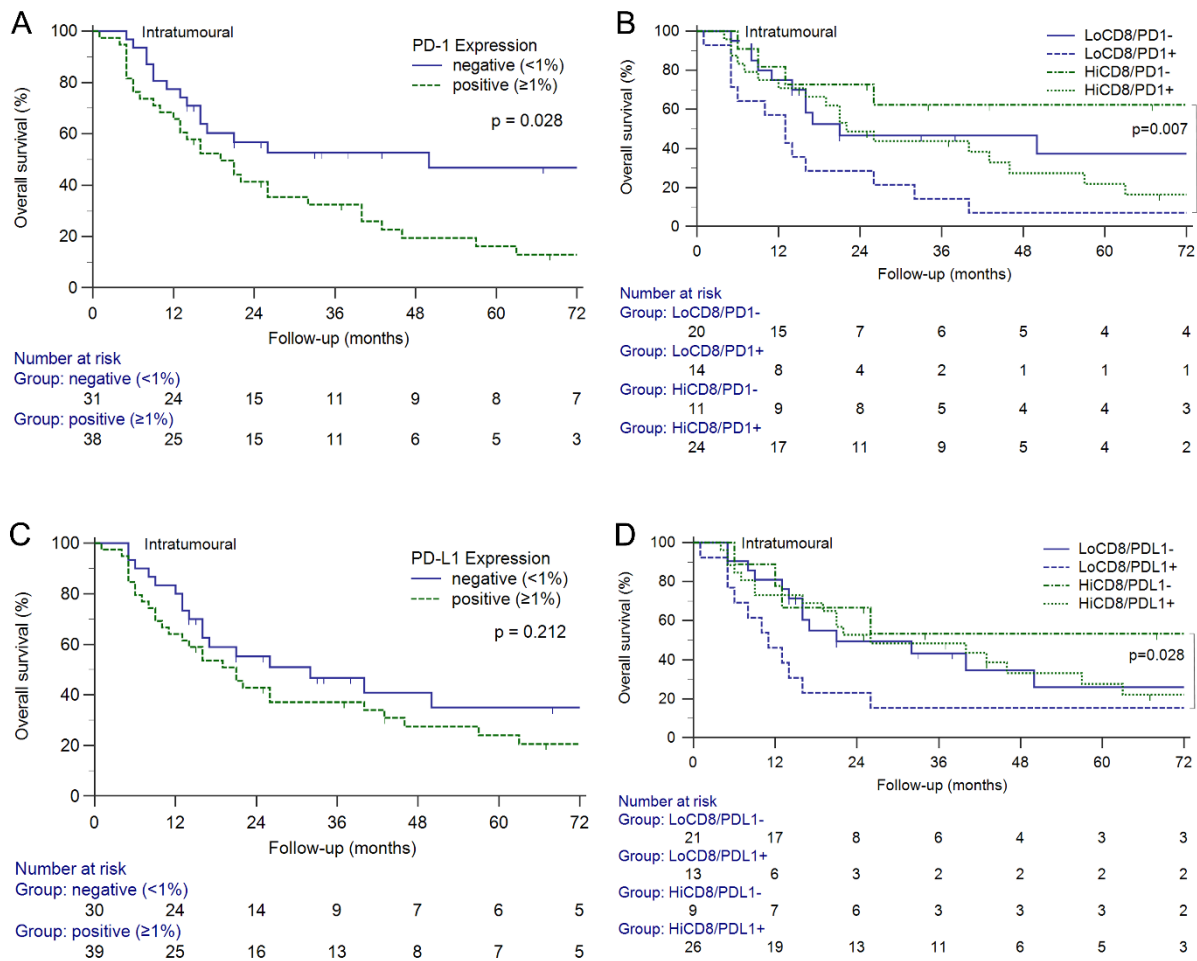 A
Intratumoural
PD-1 Expression
negative (<1%)
positive (≥1%)
p = 0.028
Overall survival (%)
100
80
60
40
20
0
0 12 24 36 48 60 72
Follow-up (months)
Number at risk
Group: negative (<1%)
31 24 15 11 9 8 7
Group: positive (≥1%)
38 25 15 11 6 5 3
B
Intratumoural
LoCD8/PD1-
LoCD8/PD1+
HiCD8/PD1-
HiCD8/PD1+
p=0.007
Overall survival (%)
100
80
60
40
20
0
0 12 24 36 48 60 72
Follow-up (months)
Number at risk
Group: LoCD8/PD1-
20 15 7 6 5 4 4
Group: LoCD8/PD1+
14 8 4 2 1 1 1
Group: HiCD8/PD1-
11 9 8 5 4 4 3
Group: HiCD8/PD1+
24 17 11 9 5 4 2
C
Intratumoural
PD-L1 Expression
negative (<1%)
positive (≥1%)
p = 0.212
Overall survival (%)
100
80
60
40
20
0
0 12 24 36 48 60 72
Follow-up (months)
Number at risk
Group: negative (<1%)
30 24 14 9 7 6 5
Group: positive (≥1%)
39 25 16 13 8 7 5
D
Intratumoural
LoCD8/PDL1-
LoCD8/PDL1+
HiCD8/PDL1-
HiCD8/PDL1+
p=0.028
Overall survival (%)
100
80
60
40
20
0
0 12 24 36 48 60 72
Follow-up (months)
Number at risk
Group: LoCD8/PDL1-
21 17 8 6 4 3 3
Group: LoCD8/PDL1+
13 6 3 2 2 2 2
Group: HiCD8/PDL1-
9 7 6 3 3 3 2
Group: HiCD8/PDL1+
26 19 13 11 6 5 3